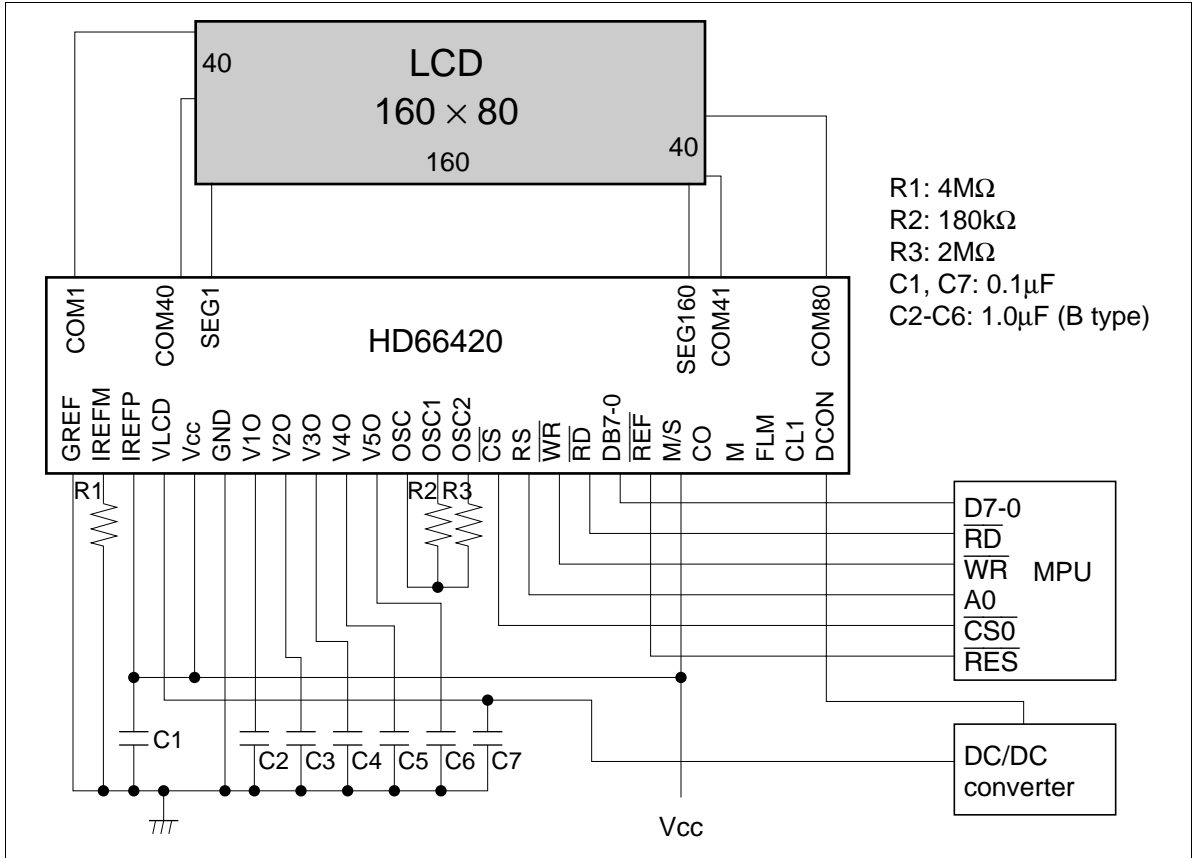 LCD
160 × 80
40
160
40
R1: 4MΩ
R2: 180kΩ
R3: 2MΩ
C1, C7: 0.1μF
C2-C6: 1.0μF (B type)
COM1
COM40
SEG1
SEG160
COM41
COM80
HD66420
GREF
IREFM
IREFP
VLCD
Vcc
GND
V1O
V2O
V3O
V4O
V5O
OSC
OSC1
OSC2
CS
RS
WR
RD
DB7-0
REF
M/S
CO
M
FLM
CL1
DCON
R1
R2
R3
D7-0
RD
WR
A0
CS0
RES
MPU
C1
C2
C3
C4
C5
C6
C7
DC/DC
converter
Vcc